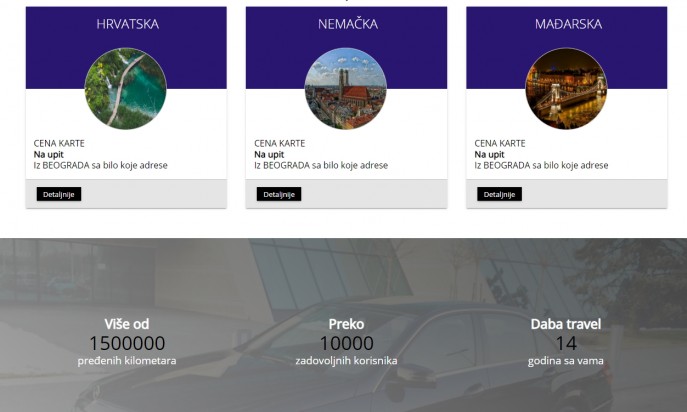 HRVATSKA
CENA KARTE
Na upit
Iz BEOGRADA sa bilo koje adrese
Detaljnije
NEMAČKA
CENA KARTE
Na upit
Iz BEOGRADA sa bilo koje adrese
Detaljnije
MAĐARSKA
CENA KARTE
Na upit
Iz BEOGRADA sa bilo koje adrese
Detaljnije
Više od
1500000
pređenih kilometara
Preko
10000
zadovoljnih korisnika
Daba travel
14
godina sa vama